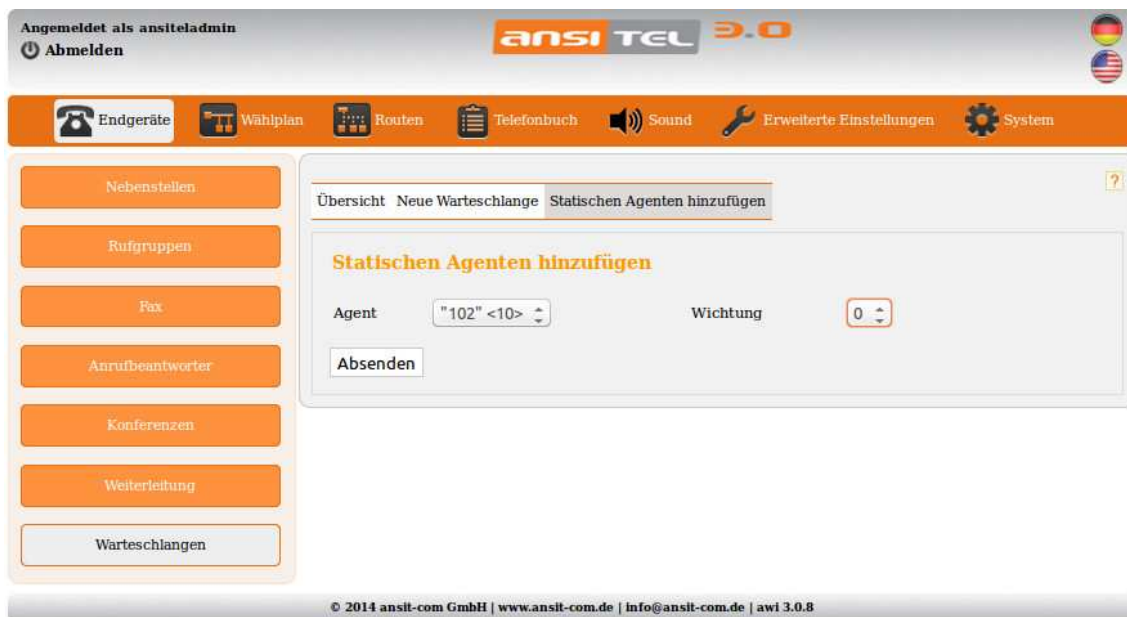 Angemeldet als ansiteladmin
Abmelden
ansi TEL 3.0
Endgeräte Wählplan Routen Telefonbuch Sound Erweiterte Einstellungen System
Nebenstellen
Rufgruppen
Fax
Anrufbeantworter
Konferenzen
Weiterleitung
Warteschlangen
?
Übersicht Neue Warteschlange Statischen Agenten hinzufügen
Statischen Agenten hinzufügen
Agent "102" <10> Wichtung 0
Absenden
© 2014 ansit-com GmbH | www.ansit-com.de | info@ansit-com.de | awi 3.0.8